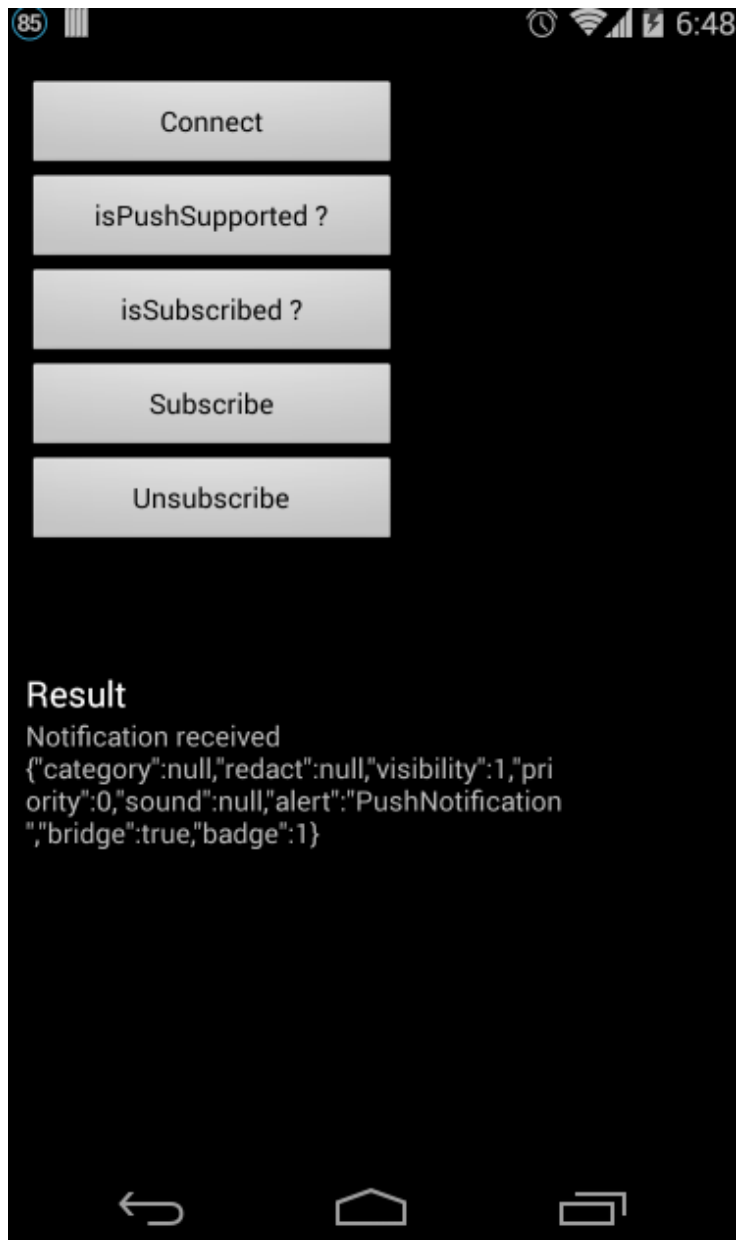 85 6:48
Connect
isPushSupported ?
isSubscribed ?
Subscribe
Unsubscribe
Result
Notification received
{"category":null,"redact":null,"visibility":1,"pri
ority":0,"sound":null,"alert":"PushNotification
","bridge":true,"badge":1}